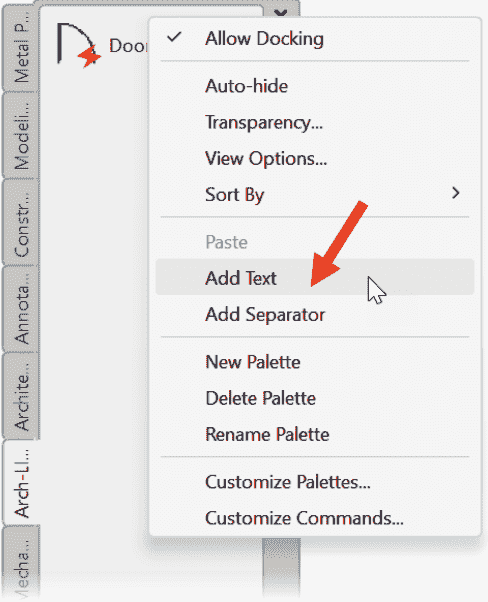 Metal P...
Modeli...
Constr...
Annota...
Archite...
Arch-LI...
Mecha...
Door
Allow Docking
Auto-hide
Transparency...
View Options...
Sort By
Paste
Add Text
Add Separator
New Palette
Delete Palette
Rename Palette
Customize Palettes...
Customize Commands...